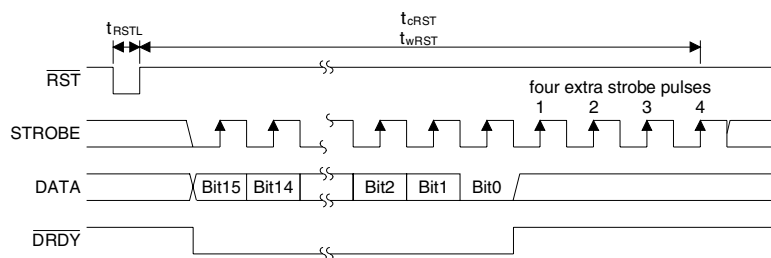 tRSTL
tcRST
twRST
RST
four extra strobe pulses
1 2 3 4
STROBE
DATA Bit15 Bit14 Bit2 Bit1 Bit0
DRDY